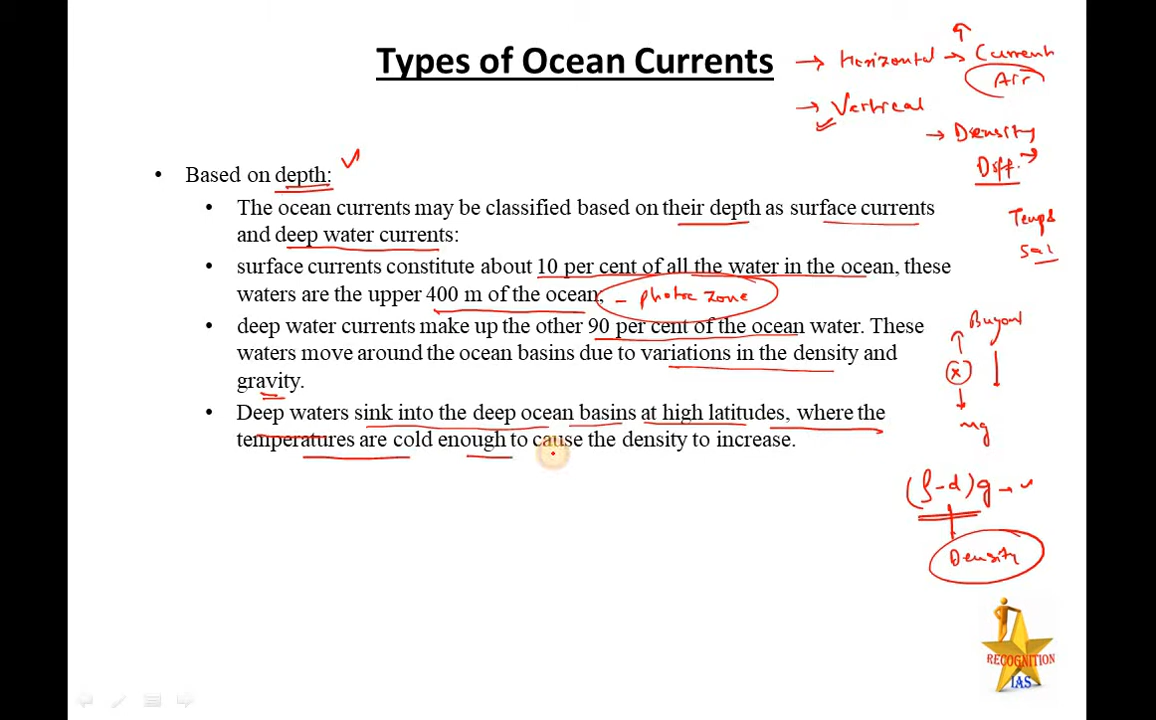 Types of Ocean Currents
→ Horizontal → Current
Air
→ Vertical
→ Density
Diff.
Temp &
Sal
• Based on depth:
• The ocean currents may be classified based on their depth as surface currents
and deep water currents:
• surface currents constitute about 10 per cent of all the water in the ocean, these
waters are the upper 400 m of the ocean;
– photic zone
• deep water currents make up the other 90 per cent of the ocean water. These
waters move around the ocean basins due to variations in the density and
gravity.
• Deep waters sink into the deep ocean basins at high latitudes, where the
temperatures are cold enough to cause the density to increase.
mg
(ρ-d)g
Density
RECOGNITION
IAS